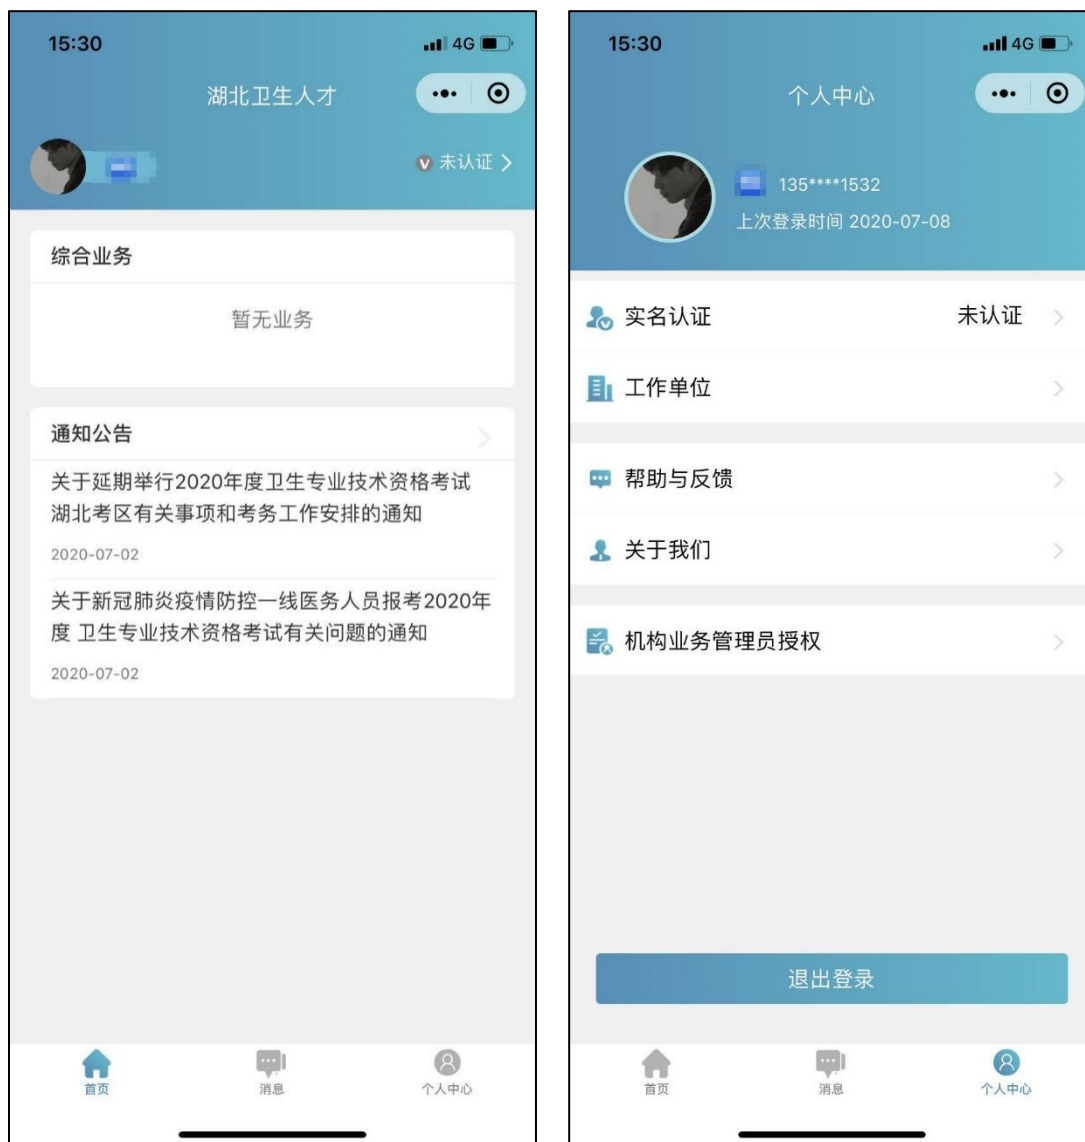 15:30
4G
湖北卫生人才
V 未认证
综合业务
暂无业务
通知公告
关于延期举行2020年度卫生专业技术资格考试
湖北考区有关事项和考务工作安排的通知
2020-07-02
关于新冠肺炎疫情防控一线医务人员报考2020年
度 卫生专业技术资格考试有关问题的通知
2020-07-02
首页
消息
个人中心
15:30
4G
个人中心
135****1532
上次登录时间 2020-07-08
实名认证
未认证
工作单位
帮助与反馈
关于我们
机构业务管理员授权
退出登录
首页
消息
个人中心